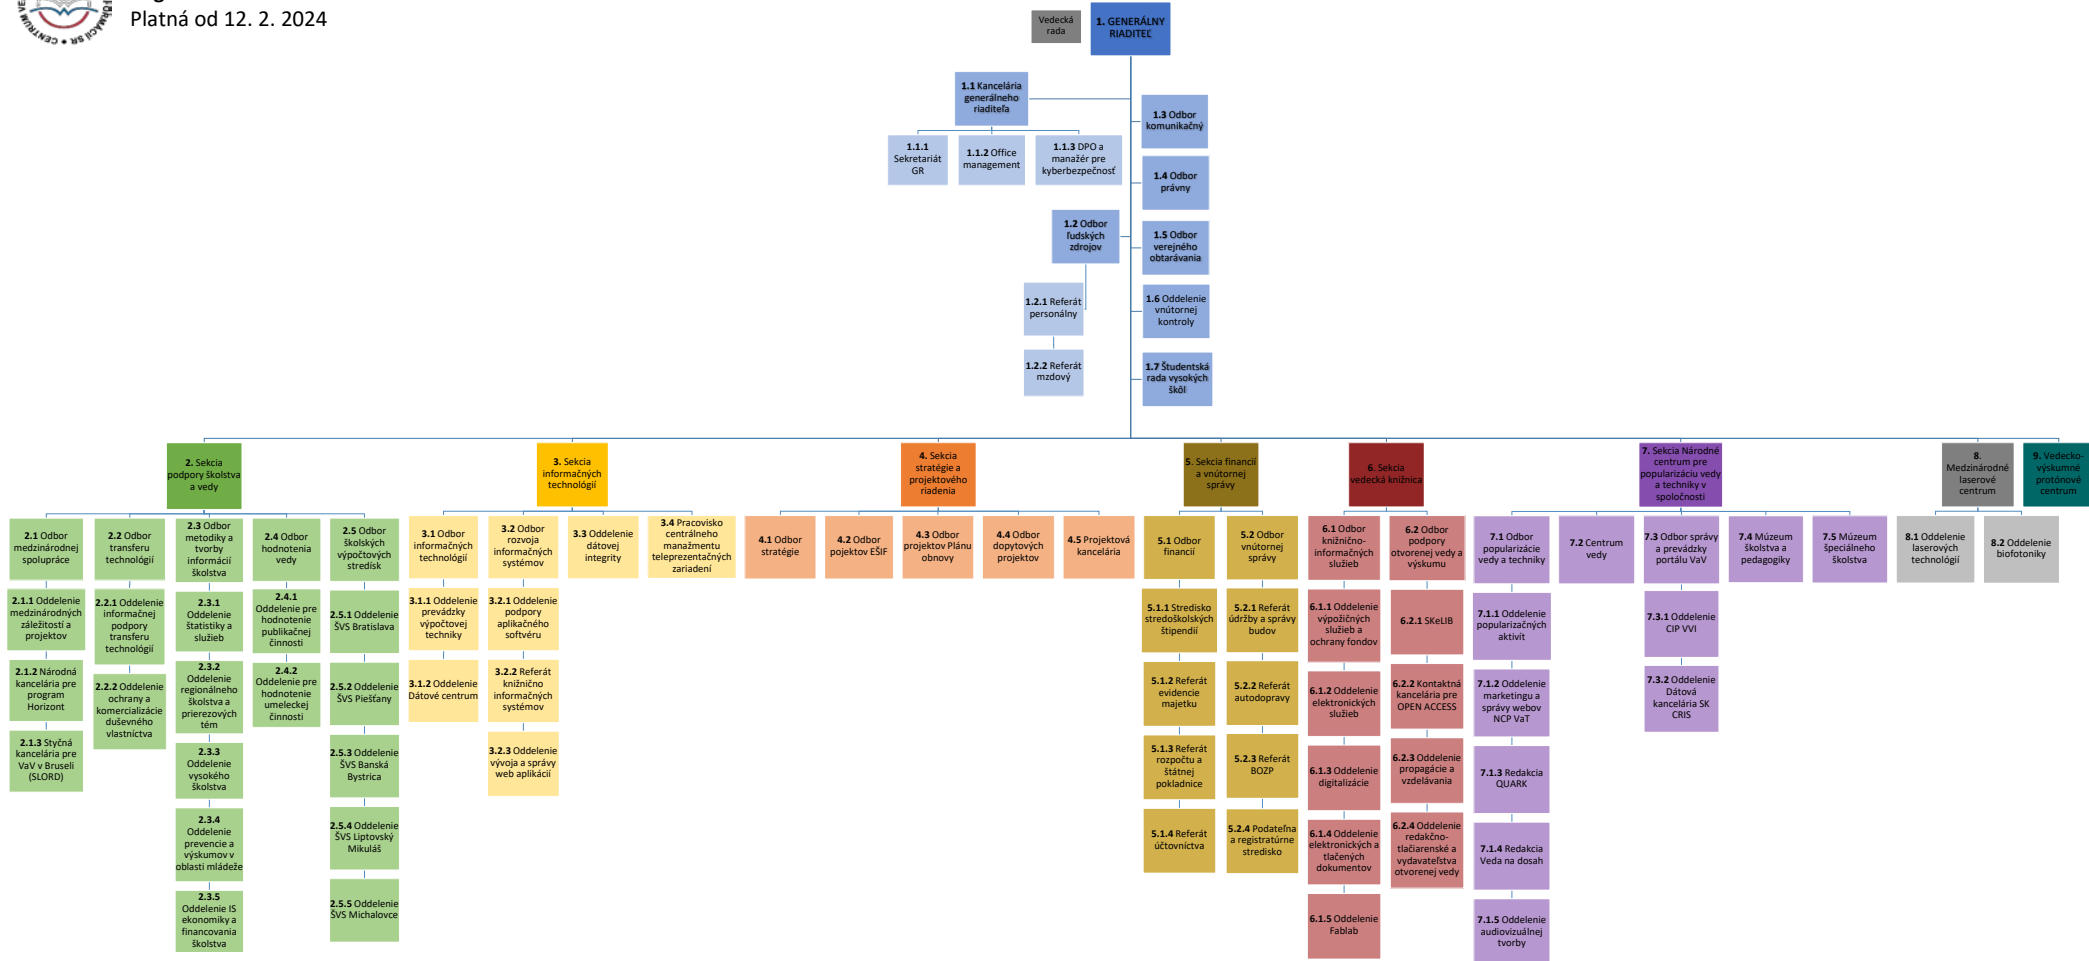 Platná od 12. 2. 2024
Vedecká
rada
1. GENERÁLNY
RIADITEĽ
1.1 Kancelária
generálneho
riaditeľa
1.1.1
Sekretariát
GR
1.1.2 Office
management
1.1.3 DPO a
manažér pre
kyberbezpečnosť
1.2 Odbor
ľudských
zdrojov
1.2.1 Referát
personálny
1.2.2 Referát
mzdový
1.3 Odbor
komunikačný
1.4 Odbor
právny
1.5 Odbor
verejného
obtarávania
1.6 Oddelenie
vnútornej
kontroly
1.7 Študentská
rada vysokých
škôl
2. Sekcia
podpory školstva
a vedy
2.1 Odbor
medzinárodnej
spolupráce
2.1.1 Oddelenie
medzinárodných
záležitostí a
projektov
2.1.2 Národná
kancelária pre
program
Horizont
2.1.3 Styčná
kancelária pre
VaV v Bruseli
(SLORD)
2.2 Odbor
transferu
technológií
2.2.1 Oddelenie
informačnej
podpory
transferu
technológií
2.2.2 Oddelenie
ochrany a
komercializácie
duševného
vlastníctva
2.3 Odbor
metodiky a
tvorby
informácií
školstva
2.3.1
Oddelenie
štatistiky a
služieb
2.3.2
Oddelenie
regionálneho
školstva a
prierezových
tém
2.3.3
Oddelenie
vysokého
školstva
2.3.4
Oddelenie
prevencie a
výskumov v
oblasti mládeže
2.3.5
Oddelenie IS
ekonomiky a
financovania
školstva
2.4 Odbor
hodnotenia
vedy
2.4.1
Oddelenie pre
hodnotenie
publikačnej
činnosti
2.4.2
Oddelenie pre
hodnotenie
umeleckej
činnosti
2.5 Odbor
školských
výpočtových
stredísk
2.5.1 Oddelenie
ŠVS Bratislava
2.5.2 Oddelenie
ŠVS Piešťany
2.5.3 Oddelenie
ŠVS Banská
Bystrica
2.5.4 Oddelenie
ŠVS Liptovský
Mikuláš
2.5.5 Oddelenie
ŠVS Michalovce
3. Sekcia
informačných
technológií
3.1 Odbor
informačných
technológií
3.1.1 Oddelenie
prevádzky
výpočtovej
techniky
3.1.2 Oddelenie
Dátové centrum
3.2 Odbor
rozvoja
informačných
systémov
3.2.1 Oddelenie
podpory
aplikačného
softvéru
3.2.2 Referát
knižnično
informačných
systémov
3.2.3 Oddelenie
vývoja a správy
web aplikácií
3.3 Oddelenie
dátovej
integrity
3.4 Pracovisko
centrálneho
manažmentu
teleprezentačných
zariadení
4. Sekcia
stratégie a
projektového
riadenia
4.1 Odbor
stratégie
4.2 Odbor
pojektov EŠIF
4.3 Odbor
projektov Plánu
obnovy
4.4 Odbor
dopytových
projektov
4.5 Projektová
kancelária
5. Sekcia financií
a vnútornej
správy
5.1 Odbor
financií
5.1.1 Stredisko
stredoškolských
štipendií
5.1.2 Referát
evidencie
majetku
5.1.3 Referát
rozpočtu a
štátnej
pokladnice
5.1.4 Referát
účtovníctva
5.2 Odbor
vnútornej
správy
5.2.1 Referát
údržby a správy
budov
5.2.2 Referát
autodopravy
5.2.3 Referát
BOZP
5.2.4 Podateľna
a registratúrne
stredisko
6. Sekcia
vedecká knižnica
6.1 Odbor
knižnično-
informačných
služieb
6.1.1 Oddelenie
výpožičných
služieb a
ochrany fondov
6.1.2 Oddelenie
elektronických
služieb
6.1.3 Oddelenie
digitalizácie
6.1.4 Oddelenie
elektronických a
tlačených
dokumentov
6.1.5 Oddelenie
Fablab
6.2 Odbor
podpory
otvorenej vedy a
výskumu
6.2.1 SKeLIB
6.2.2 Kontaktná
kancelária pre
OPEN ACCESS
6.2.3 Oddelenie
propagácie a
vzdelávania
6.2.4 Oddelenie
redakčno-
tlačiarenské a
vydavateľstva
otvorenej vedy
7. Sekcia Národné
centrum pre
popularizáciu vedy
a techniky v
spoločnosti
7.1 Odbor
popularizácie
vedy a techniky
7.1.1 Oddelenie
popularizačných
aktivít
7.1.2 Oddelenie
marketingu a
správy webov
NCP VaT
7.1.3 Redakcia
QUARK
7.1.4 Redakcia
Veda na dosah
7.1.5 Oddelenie
audiovizuálnej
tvorby
7.2 Centrum
vedy
7.3 Odbor správy
a prevádzky
portálu VaV
7.3.1 Oddelenie
CIP VVI
7.3.2 Oddelenie
Dátová
kancelária SK
CRIS
7.4 Múzeum
školstva a
pedagogiky
7.5 Múzeum
špeciálneho
školstva
8.
Medzinárodné
laserové
centrum
8.1 Oddelenie
laserových
technológií
8.2 Oddelenie
biofotoniky
9. Vedecko-
výskumné
protónové
centrum